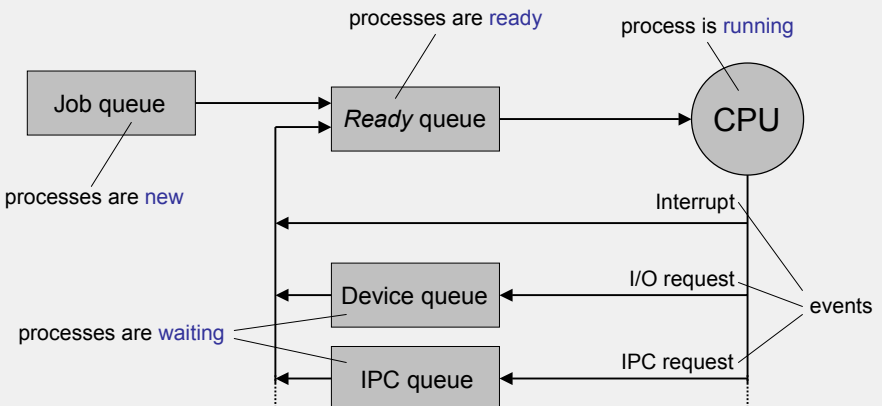 processes are ready
process is running
Job queue
Ready queue
CPU
processes are new
Interrupt
I/O request
Device queue
events
processes are waiting
IPC request
IPC queue